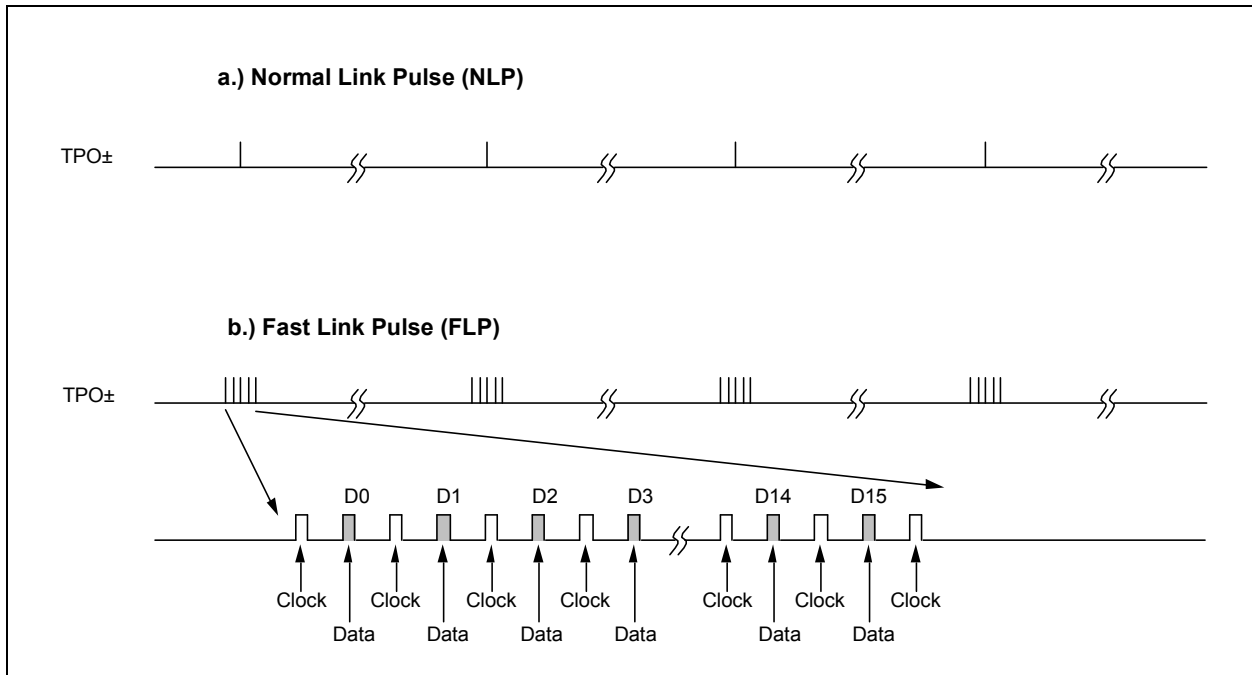 a.) Normal Link Pulse (NLP)
TPO±
b.) Fast Link Pulse (FLP)
TPO±
D0 D1 D2 D3 D14 D15
Clock Clock Clock Clock Clock Clock Clock
Data Data Data Data Data Data